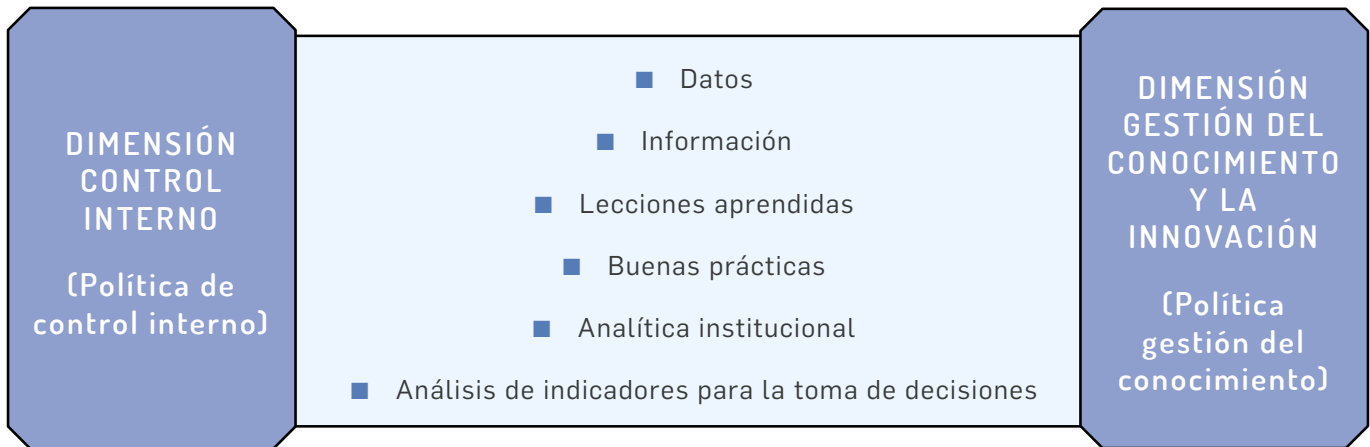 DIMENSIÓN
CONTROL
INTERNO
(Política de
control interno)
■ Datos
■ Información
■ Lecciones aprendidas
■ Buenas prácticas
■ Analítica institucional
■ Análisis de indicadores para la toma de decisiones
DIMENSIÓN
GESTIÓN DEL
CONOCIMIENTO
Y LA
INNOVACIÓN
(Política
gestión del
conocimiento)